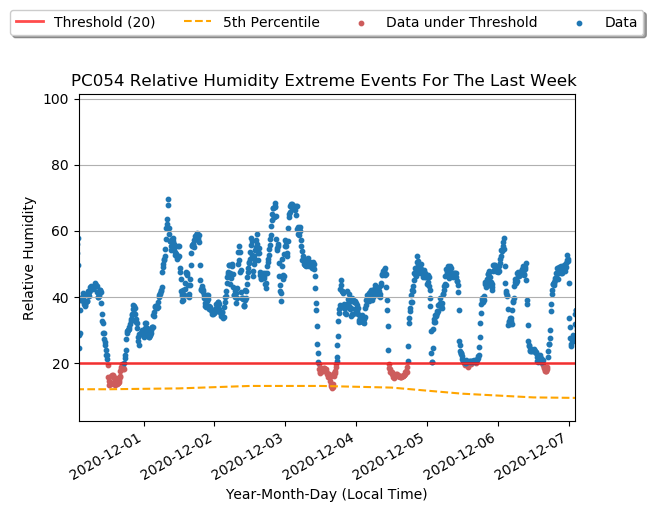 Threshold (20) 5th Percentile Data under Threshold Data
PC054 Relative Humidity Extreme Events For The Last Week
100
80
60
40
20
Relative Humidity
2020-12-01 2020-12-02 2020-12-03 2020-12-04 2020-12-05 2020-12-06 2020-12-07
Year-Month-Day (Local Time)